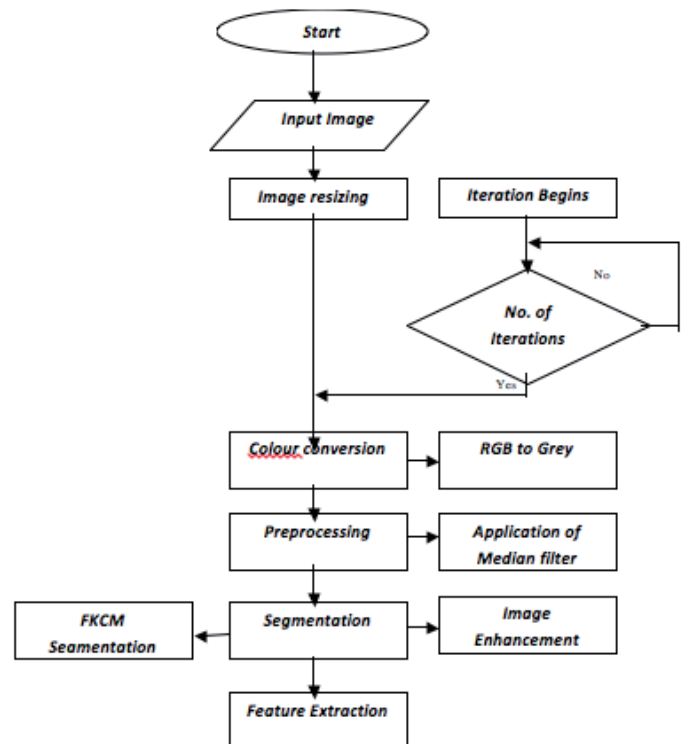 Start
Input Image
Image resizing
Iteration Begins
No
No. of
Iterations
Yes
Colour conversion
RGB to Grey
Preprocessing
Application of
Median filter
Segmentation
FKCM
Seamentation
Image
Enhancement
Feature Extraction